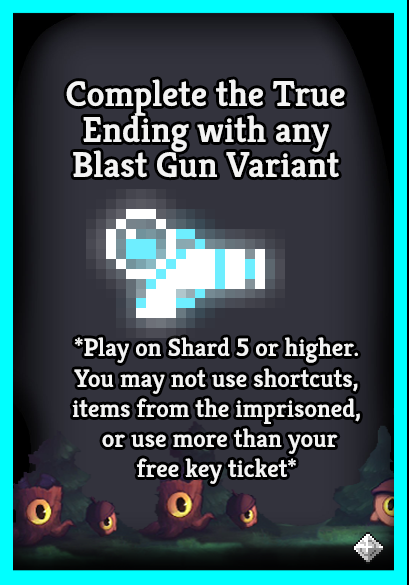 Complete the True
Ending with any
Blast Gun Variant
*Play on Shard 5 or higher.
You may not use shortcuts,
items from the imprisoned,
or use more than your
free key ticket*